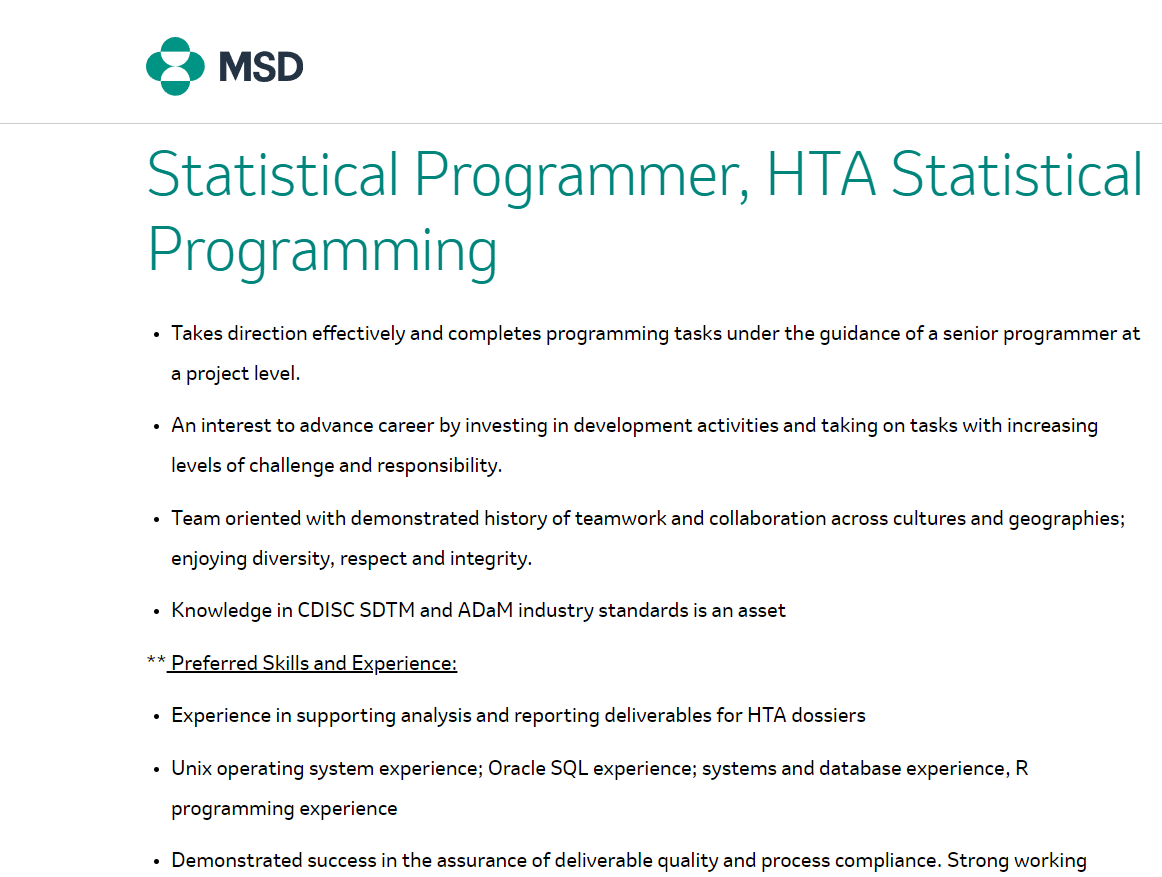 MSD
Statistical Programmer, HTA Statistical
Programming
• Takes direction effectively and completes programming tasks under the guidance of a senior programmer at
a project level.
• An interest to advance career by investing in development activities and taking on tasks with increasing
levels of challenge and responsibility.
• Team oriented with demonstrated history of teamwork and collaboration across cultures and geographies;
enjoying diversity, respect and integrity.
• Knowledge in CDISC SDTM and ADaM industry standards is an asset
** Preferred Skills and Experience:
• Experience in supporting analysis and reporting deliverables for HTA dossiers
• Unix operating system experience; Oracle SQL experience; systems and database experience, R
programming experience
• Demonstrated success in the assurance of deliverable quality and process compliance. Strong working